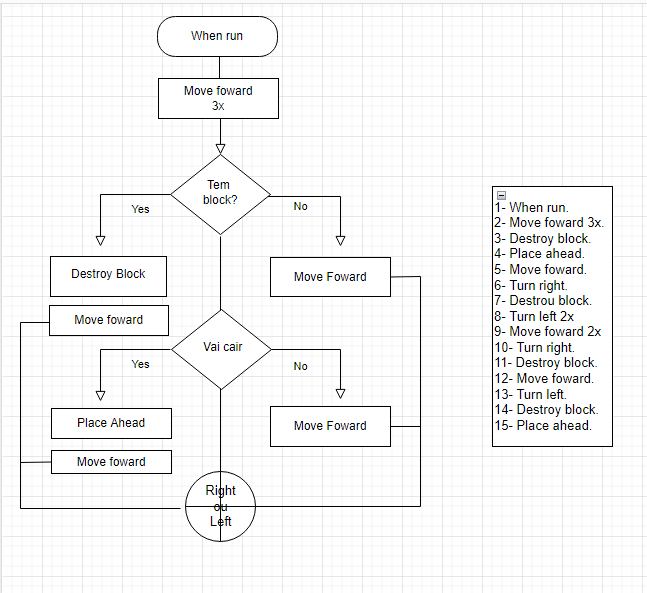 When run
Move foward
3x
Tem
block?
Yes
No
Destroy Block
Move Foward
Move foward
Vai cair
Yes
No
Place Ahead
Move Foward
Move foward
Right
ou
Left
1- When run.
2- Move foward 3x.
3- Destroy block.
4- Place ahead.
5- Move foward.
6- Turn right.
7- Destrou block.
8- Turn left 2x
9- Move foward 2x
10- Turn right.
11- Destroy block.
12- Move foward.
13- Turn left.
14- Destroy block.
15- Place ahead.